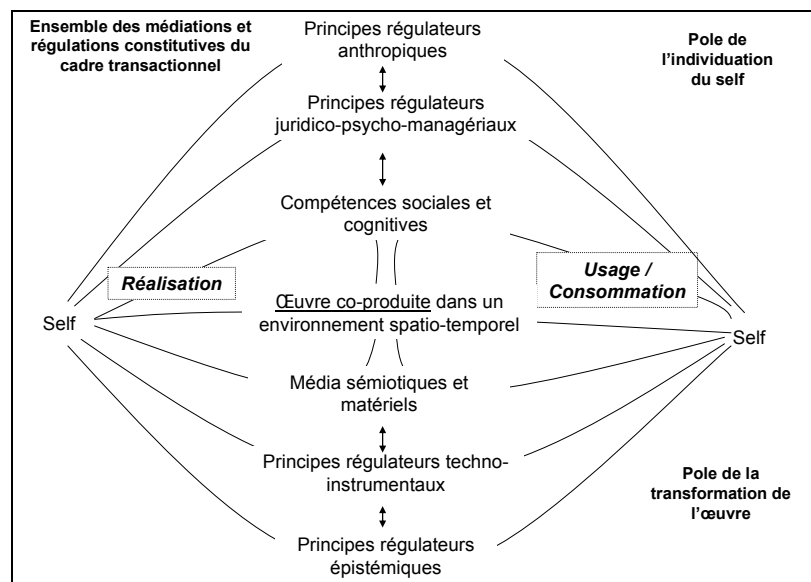 Ensemble des médiations et
régulations constitutives du
cadre transactionnel
Principes régulateurs
anthropiques
Pole de
l'individuation
du self
Principes régulateurs
juridico-psycho-managériaux
Compétences sociales et
cognitives
Réalisation
Usage /
Consommation
Self
Œuvre co-produite dans un
environnement spatio-temporel
Self
Média sémiotiques et
matériels
Principes régulateurs techno-
instrumentaux
Pole de la
transformation de
l'œuvre
Principes régulateurs
épistémiques